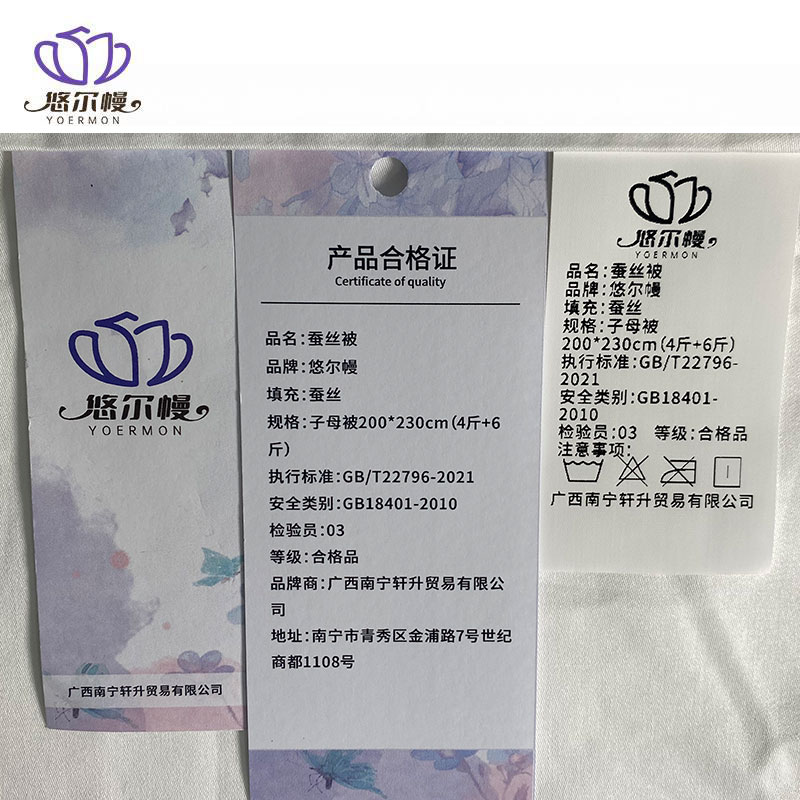 悠尔幔
YOERMON
悠尔幔
YOERMON
广西南宁轩升贸易有限公司
产品合格证
Certificate of quality
品名:蚕丝被
品牌:悠尔幔
填充:蚕丝
规格:子母被200*230cm(4斤+6
斤)
执行标准:GB/T22796-2021
安全类别:GB18401-2010
检验员:03
等级:合格品
品牌商:广西南宁轩升贸易有限公
司
地址:南宁市青秀区金浦路7号世纪
商都1108号
悠尔幔
YOERMON
品名:蚕丝被
品牌:悠尔幔
填充:蚕丝
规格:子母被
200*230cm(4斤+6斤)
执行标准:GB/T22796-
2021
安全类别:GB18401-
2010
检验员:03 等级:合格品
注意事项:
广西南宁轩升贸易有限公司